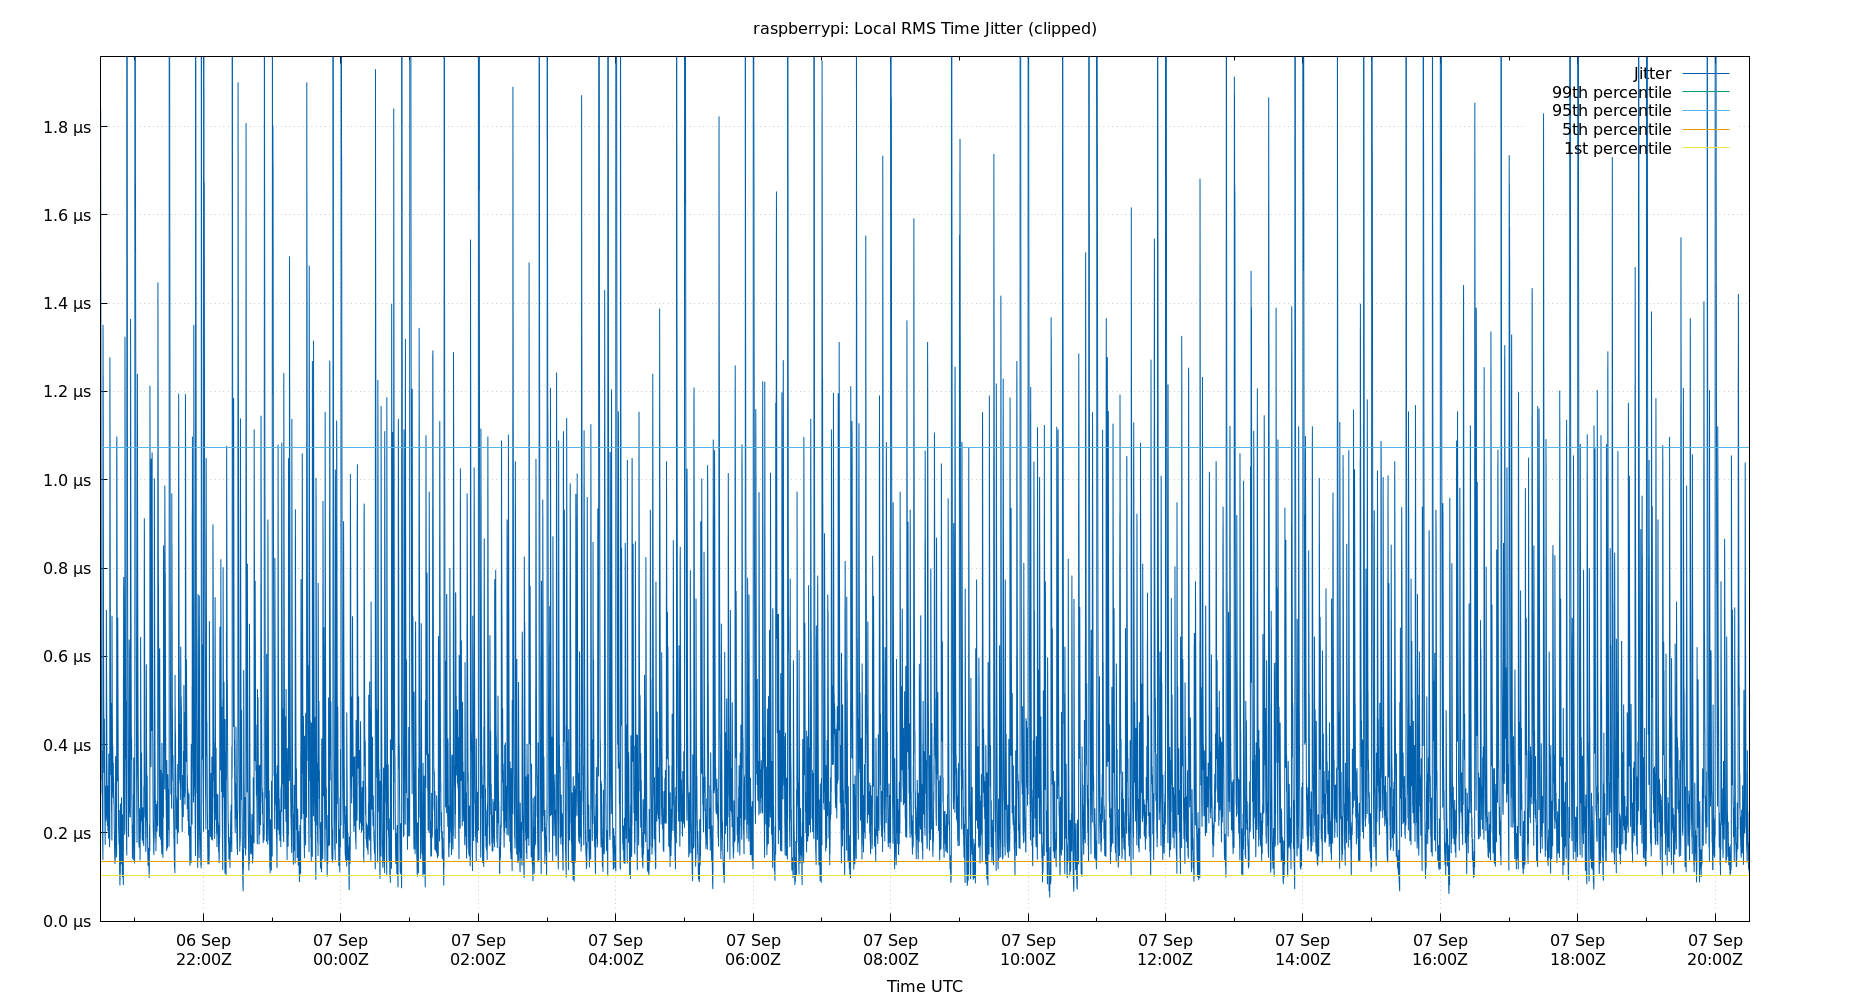 raspberrypi: Local RMS Time Jitter (clipped)
Jitter
99th percentile
95th percentile
5th percentile
1st percentile
1.8 µs
1.6 µs
1.4 µs
1.2 µs
1.0 µs
0.8 µs
0.6 µs
0.4 µs
0.2 µs
0.0 µs
06 Sep 07 Sep 07 Sep 07 Sep 07 Sep 07 Sep 07 Sep 07 Sep 07 Sep 07 Sep 07 Sep 07 Sep
22:00Z 00:00Z 02:00Z 04:00Z 06:00Z 08:00Z 10:00Z 12:00Z 14:00Z 16:00Z 18:00Z 20:00Z
Time UTC